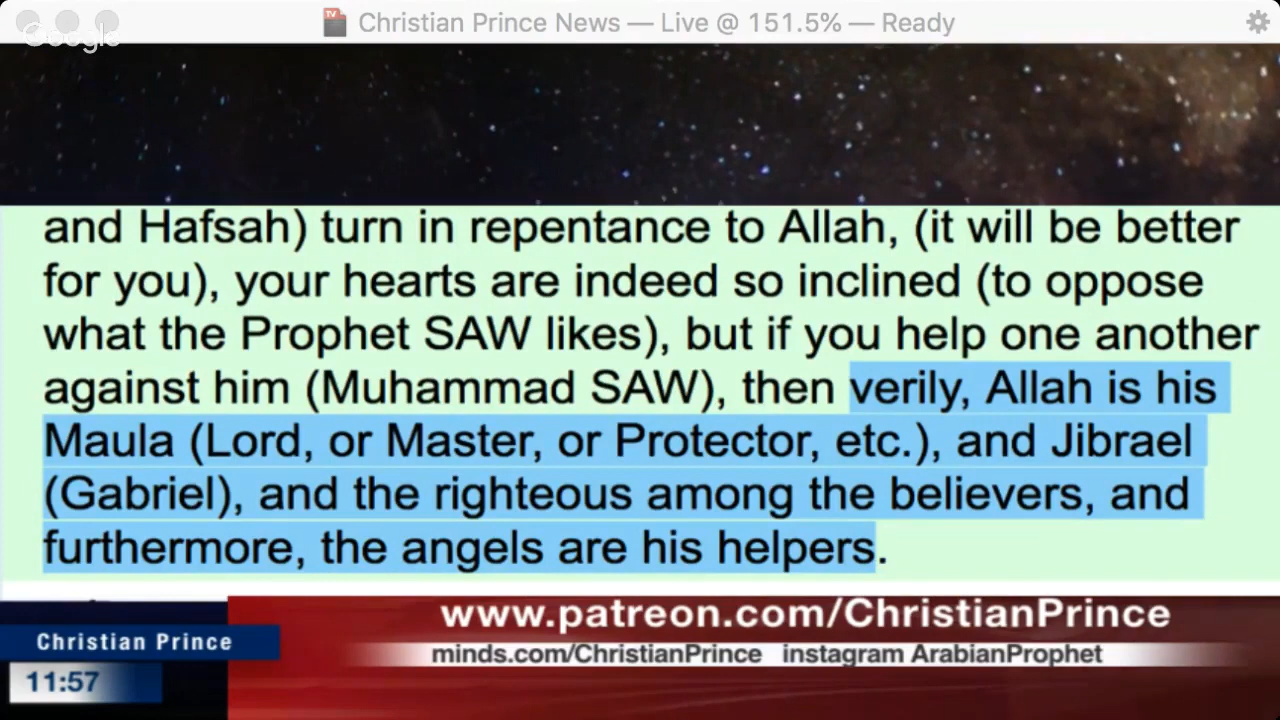 Christian Prince News — Live @ 151.5% — Ready
Google
and Hafsah) turn in repentance to Allah, (it will be better
for you), your hearts are indeed so inclined (to oppose
what the Prophet SAW likes), but if you help one another
against him (Muhammad SAW), then verily, Allah is his
Maula (Lord, or Master, or Protector, etc.), and Jibrael
(Gabriel), and the righteous among the believers, and
furthermore, the angels are his helpers.
www.patreon.com/ChristianPrince
Christian Prince
minds.com/ChristianPrince instagram ArabianProphet
11:57